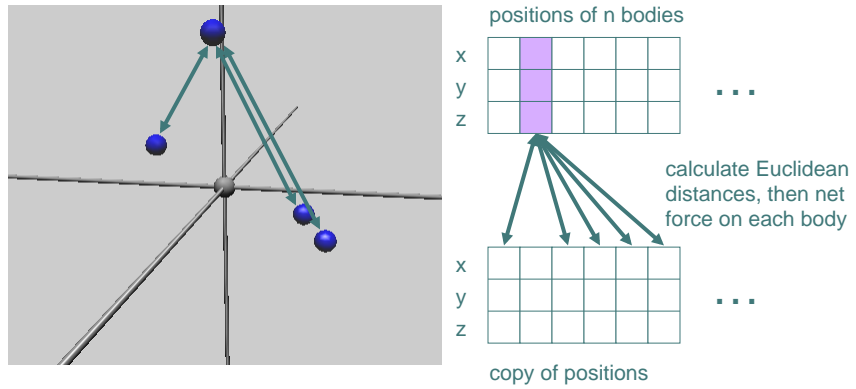 positions of n bodies
x
y
z
...
calculate Euclidean
distances, then net
force on each body
x
y
z
...
copy of positions